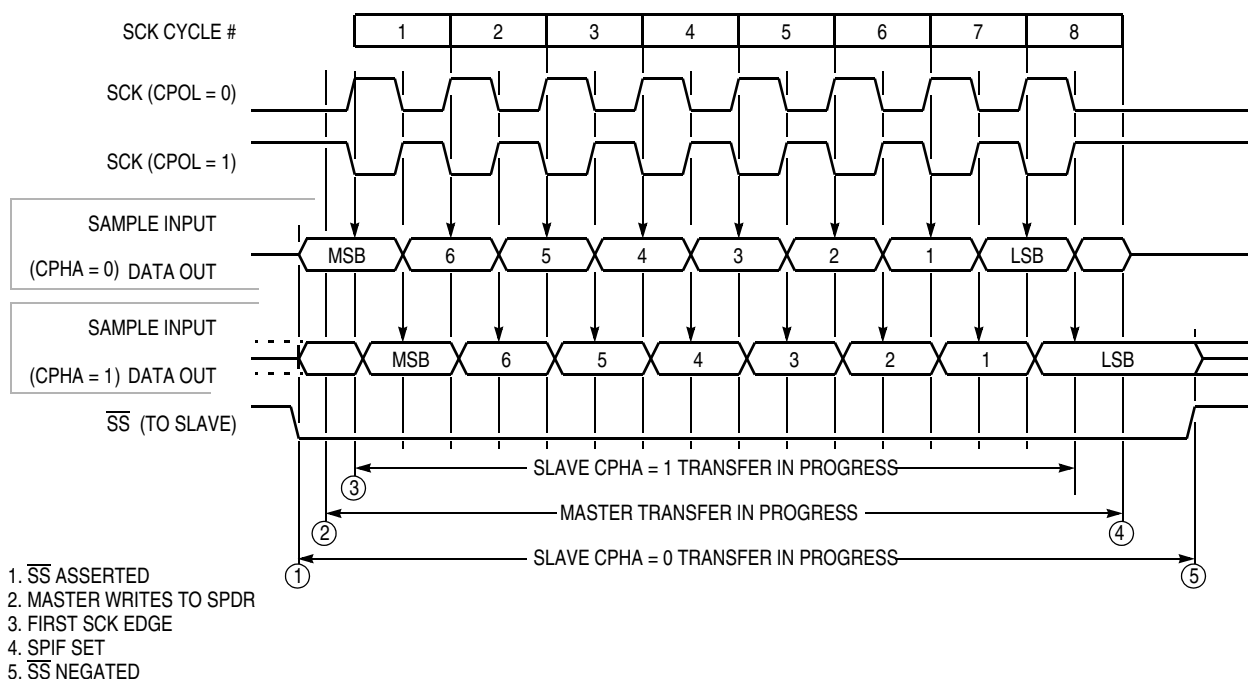 SCK CYCLE # 1 2 3 4 5 6 7 8
SCK (CPOL = 0)
SCK (CPOL = 1)
SAMPLE INPUT
(CPHA = 0) DATA OUT MSB 6 5 4 3 2 1 LSB
SAMPLE INPUT
(CPHA = 1) DATA OUT MSB 6 5 4 3 2 1 LSB
SS (TO SLAVE)
SLAVE CPHA = 1 TRANSFER IN PROGRESS
3
MASTER TRANSFER IN PROGRESS
2 4
SLAVE CPHA = 0 TRANSFER IN PROGRESS
1 5
1. SS ASSERTED
2. MASTER WRITES TO SPDR
3. FIRST SCK EDGE
4. SPIF SET
5. SS NEGATED